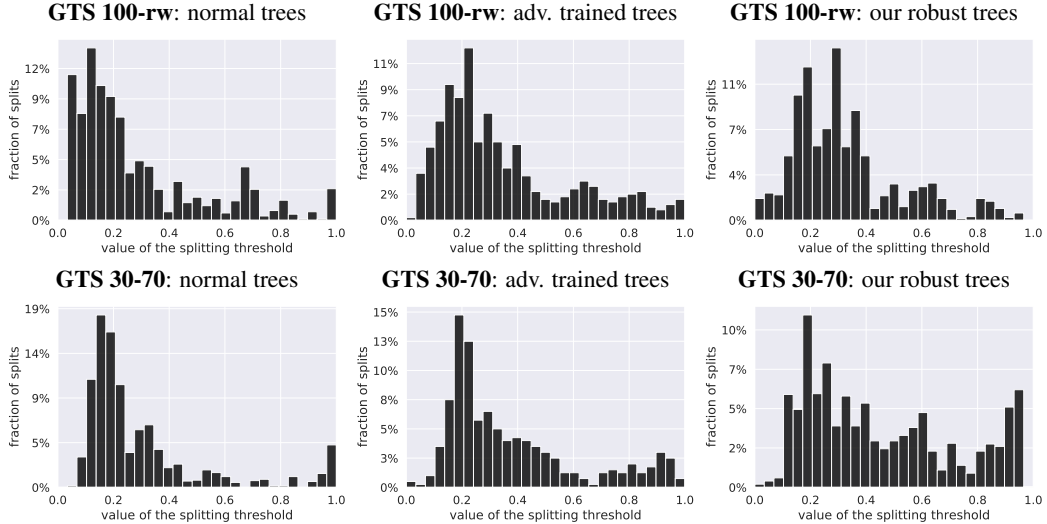 GTS 100-rw: normal trees
fraction of splits
12%
9%
7%
5%
2%
0%
0.0 0.2 0.4 0.6 0.8 1.0
value of the splitting threshold
GTS 100-rw: adv. trained trees
fraction of splits
11%
9%
8%
6%
5%
4%
2%
1%
0%
0.0 0.2 0.4 0.6 0.8 1.0
value of the splitting threshold
GTS 100-rw: our robust trees
fraction of splits
11%
7%
4%
0%
0.0 0.2 0.4 0.6 0.8 1.0
value of the splitting threshold
GTS 30-70: normal trees
fraction of splits
19%
14%
9%
5%
0%
0.0 0.2 0.4 0.6 0.8 1.0
value of the splitting threshold
GTS 30-70: adv. trained trees
fraction of splits
15%
13%
10%
8%
5%
3%
0%
0.0 0.2 0.4 0.6 0.8 1.0
value of the splitting threshold
GTS 30-70: our robust trees
fraction of splits
10%
7%
5%
2%
0%
0.0 0.2 0.4 0.6 0.8 1.0
value of the splitting threshold